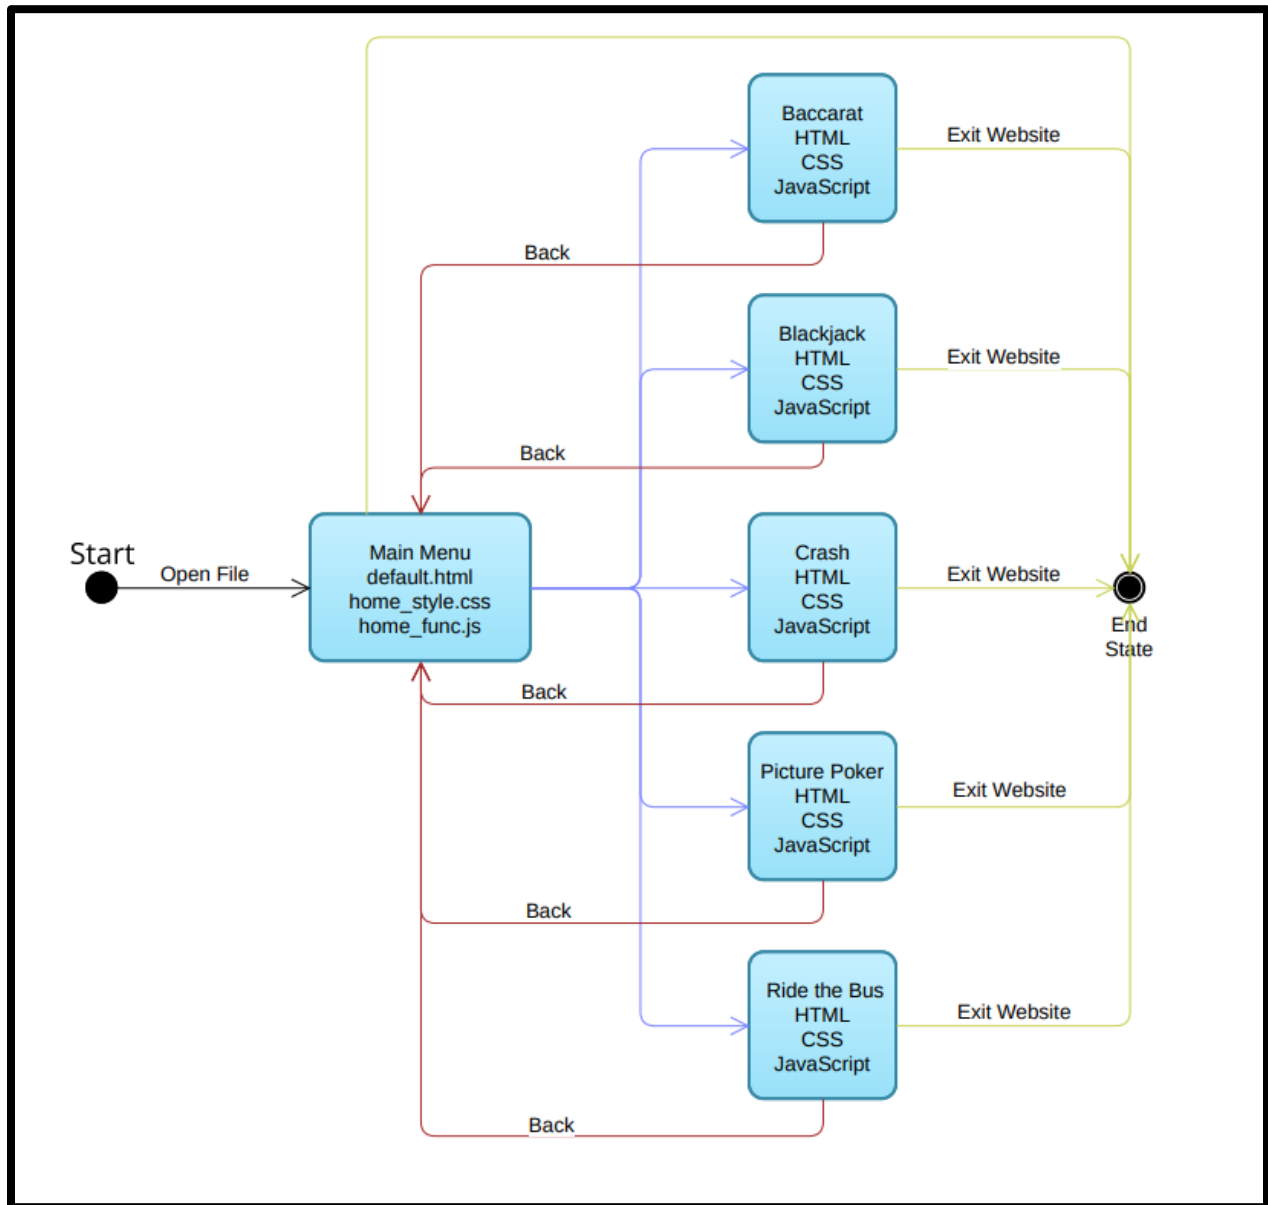 Baccarat
HTML
CSS
JavaScript
Exit Website
Back
Blackjack
HTML
CSS
JavaScript
Exit Website
Back
Start
Open File
Main Menu
default.html
home_style.css
home_func.js
Crash
HTML
CSS
JavaScript
Exit Website
End
State
Back
Picture Poker
HTML
CSS
JavaScript
Exit Website
Back
Ride the Bus
HTML
CSS
JavaScript
Exit Website
Back